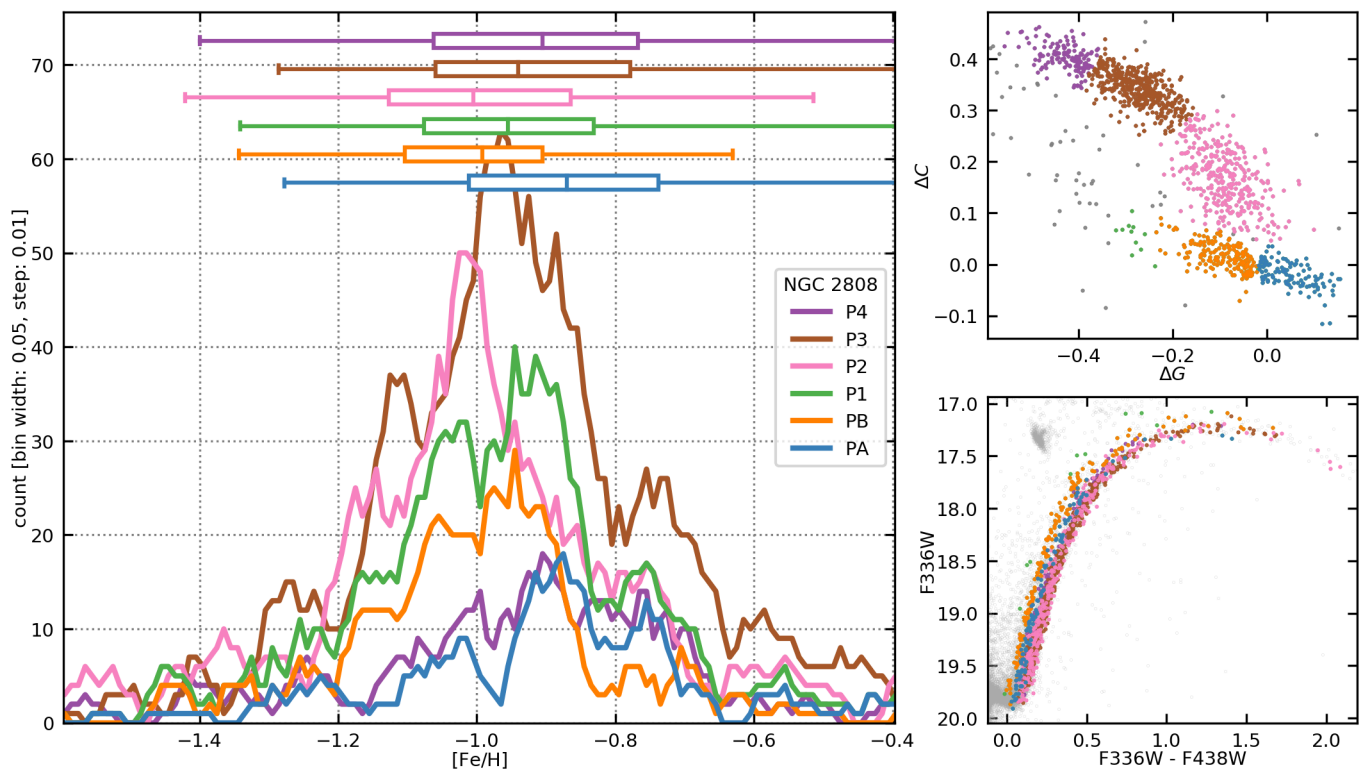 count [bin width: 0.05, step: 0.01]
70
60
50
40
30
20
10
0
−1.4 −1.2 −1.0 −0.8 −0.6 −0.4
[Fe/H]
NGC 2808
P4
P3
P2
P1
PB
PA
ΔC
0.4
0.3
0.2
0.1
0.0
−0.1
−0.4 −0.2 0.0
ΔG
F336W
17.0
17.5
18.0
18.5
19.0
19.5
20.0
0.0 0.5 1.0 1.5 2.0
F336W - F438W